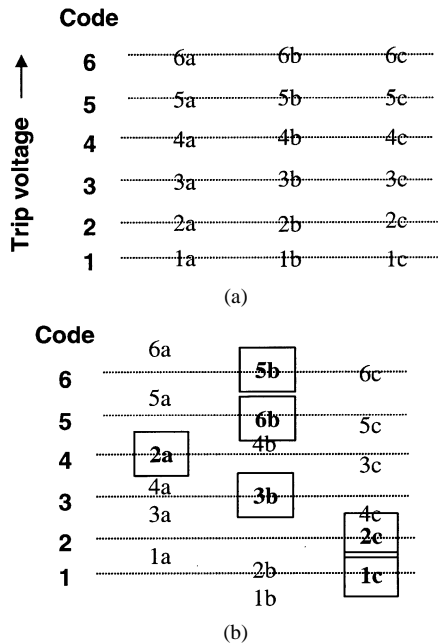 Code
Trip voltage
6 6a 6b 6c
5 5a 5b 5c
4 4a 4b 4c
3 3a 3b 3c
2 2a 2b 2c
1 1a 1b 1c
(a)
Code
6a
6 5b 6c
5a
5 6b 5c
4b
4 2a 3c
4a
3 3b
3a 4c
2 2c
1a
1 2b 1c
1b
(b)